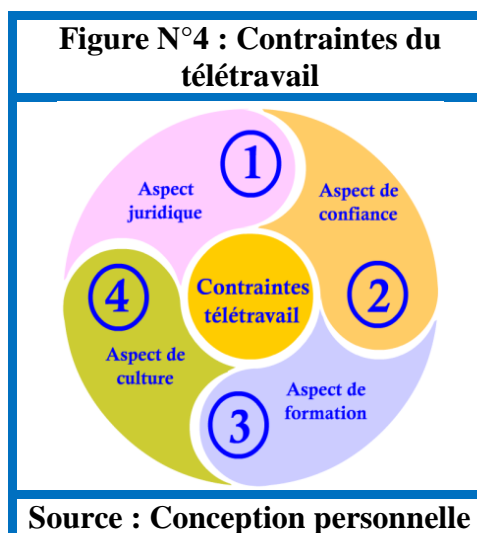 Figure N°4 : Contraintes du
télétravail
1
Aspect
juridique
Aspect de
confiance
2
Contraintes
télétravail
4
Aspect de
culture
3
Aspect de
formation
Source : Conception personnelle